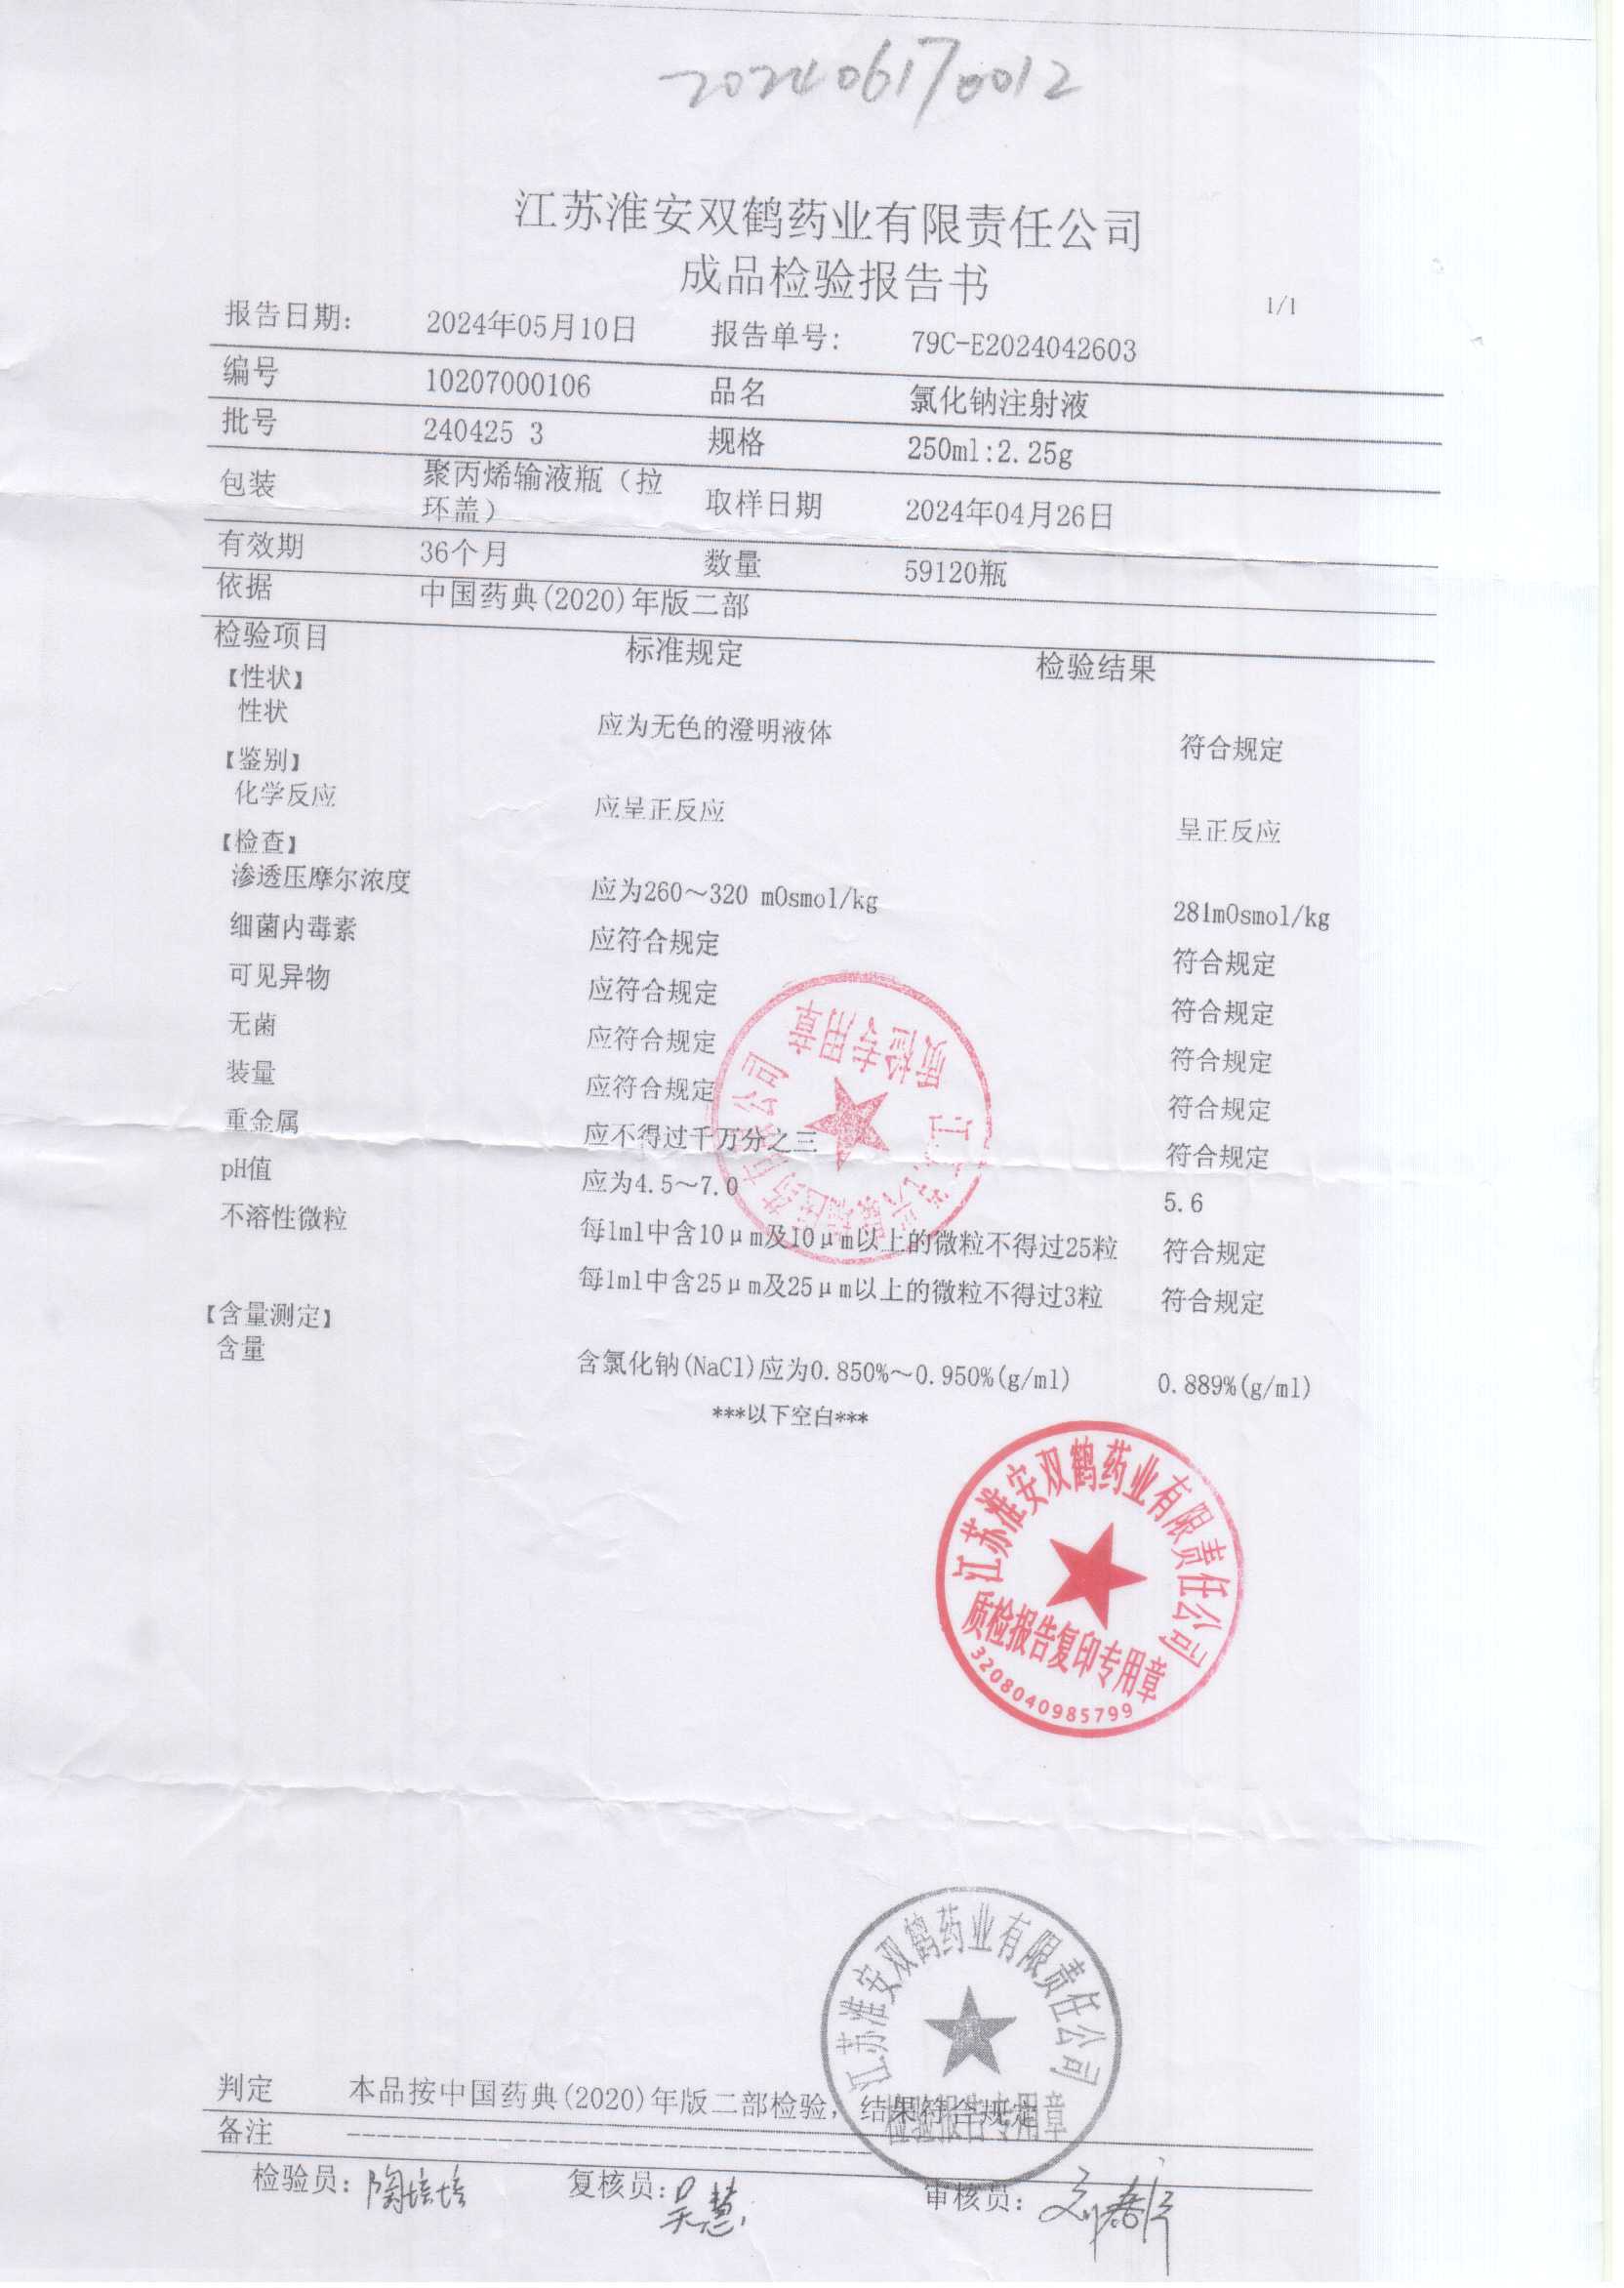 202406170012
江苏淮安双鹤药业有限责任公司
成品检验报告书
1/1
报告日期: 2024年05月10日 报告单号: 79C-E2024042603
编号 10207000106 品名 氯化钠注射液
批号 240425 3 规格 250ml:2.25g
包装 聚丙烯输液瓶（拉环盖） 取样日期 2024年04月26日
有效期 36个月 数量 59120瓶
依据 中国药典(2020)年版二部
检验项目 标准规定 检验结果
【性状】
性状 应为无色的澄明液体 符合规定
【鉴别】
化学反应 应呈正反应 呈正反应
【检查】
渗透压摩尔浓度 应为260～320 mOsmol/kg 281mOsmol/kg
细菌内毒素 应符合规定 符合规定
可见异物 应符合规定 符合规定
无菌 应符合规定 符合规定
装量 应符合规定 符合规定
重金属 应不得过千万分之三 符合规定
pH值 应为4.5～7.0 5.6
不溶性微粒 每1ml中含10μm及10μm以上的微粒不得过25粒 符合规定
每1ml中含25μm及25μm以上的微粒不得过3粒 符合规定
【含量测定】
含量 含氯化钠(NaCl)应为0.850%～0.950%(g/ml) 0.889%(g/ml)
***以下空白***
质检专用章
江苏淮安双鹤药业有限责任公司
质检报告复印专用章
3208040985799
江苏淮安双鹤药业有限责任公司
检验报告专用章
判定 本品按中国药典(2020)年版二部检验，结果符合规定
备注 ------------------------------------
检验员: 陶培培 复核员: 吴慧 审核员: